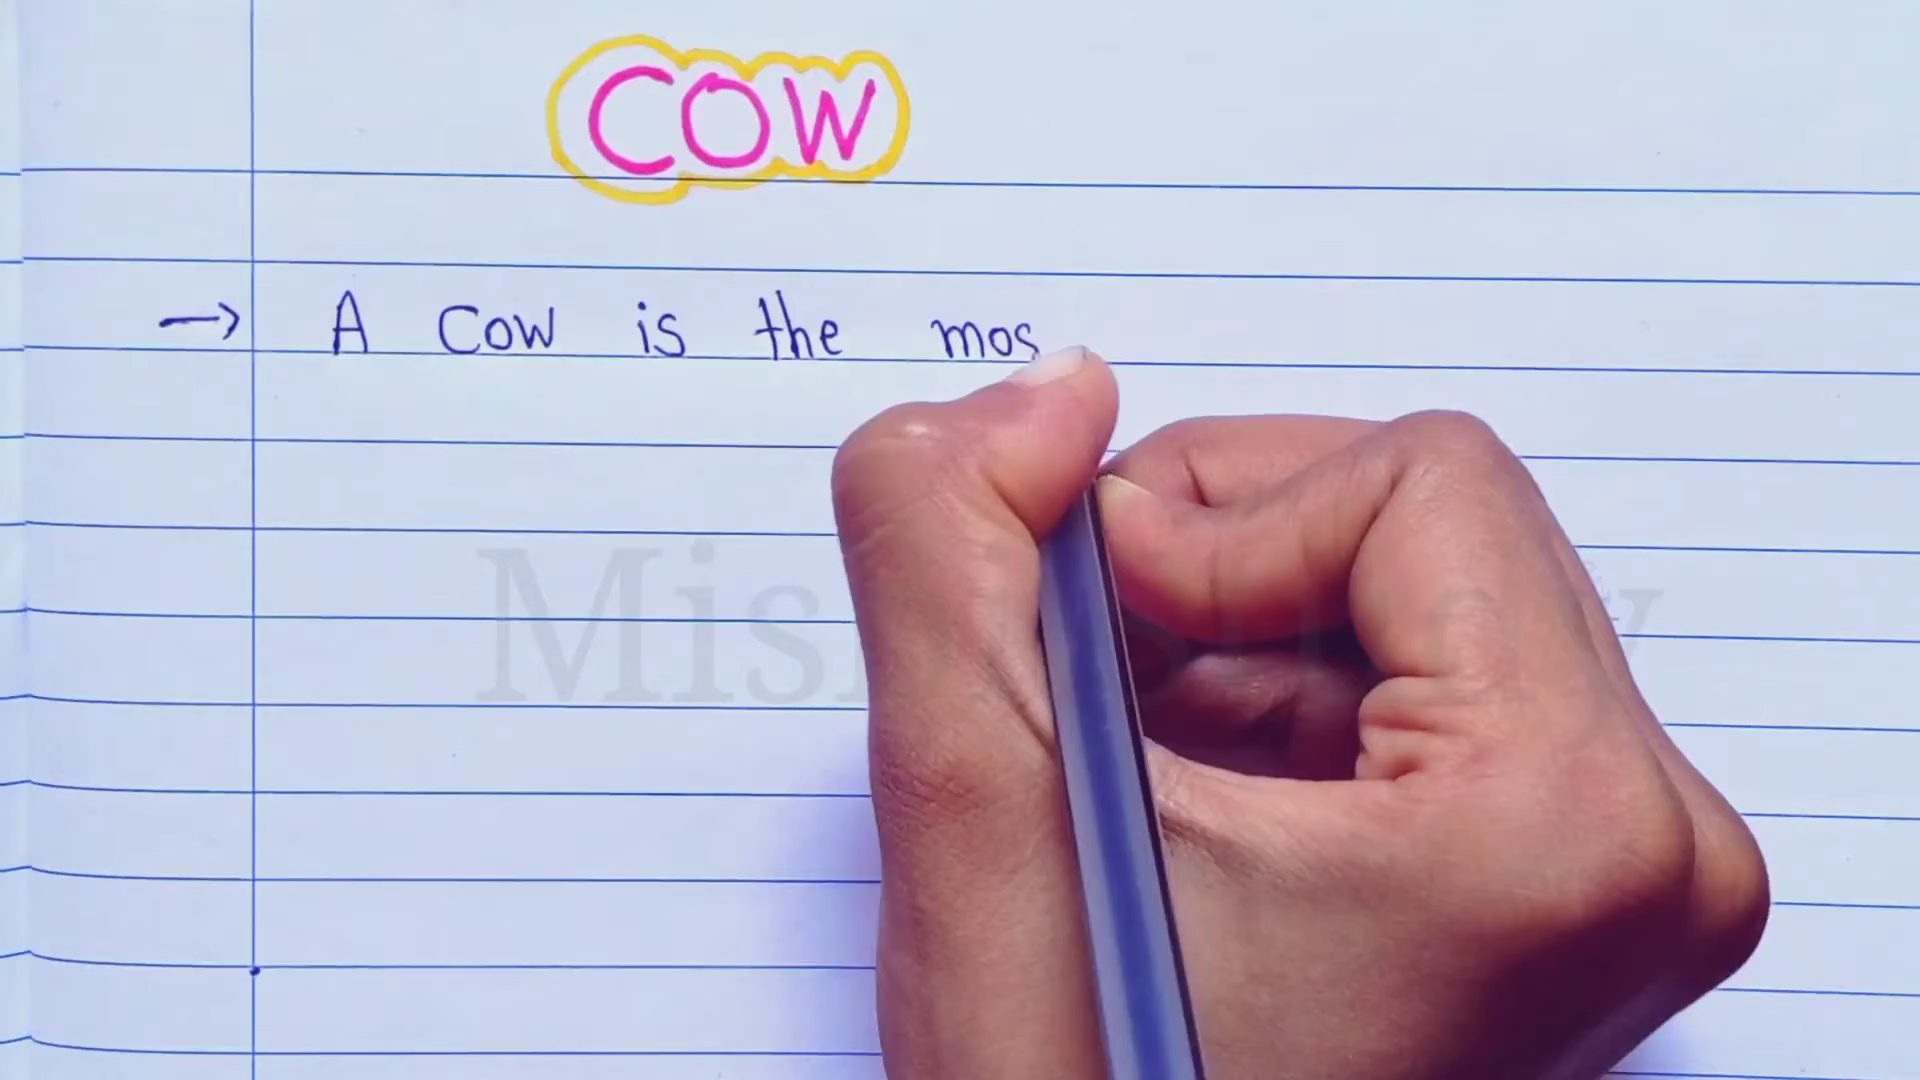 COW
→ A Cow is the mos